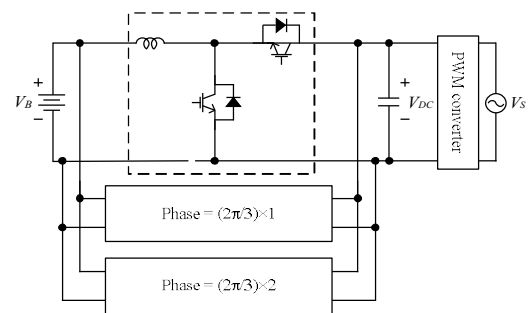 +
V_B
−
+
V_DC
−
PWM converter
V_S
Phase = (2π/3)×1
Phase = (2π/3)×2